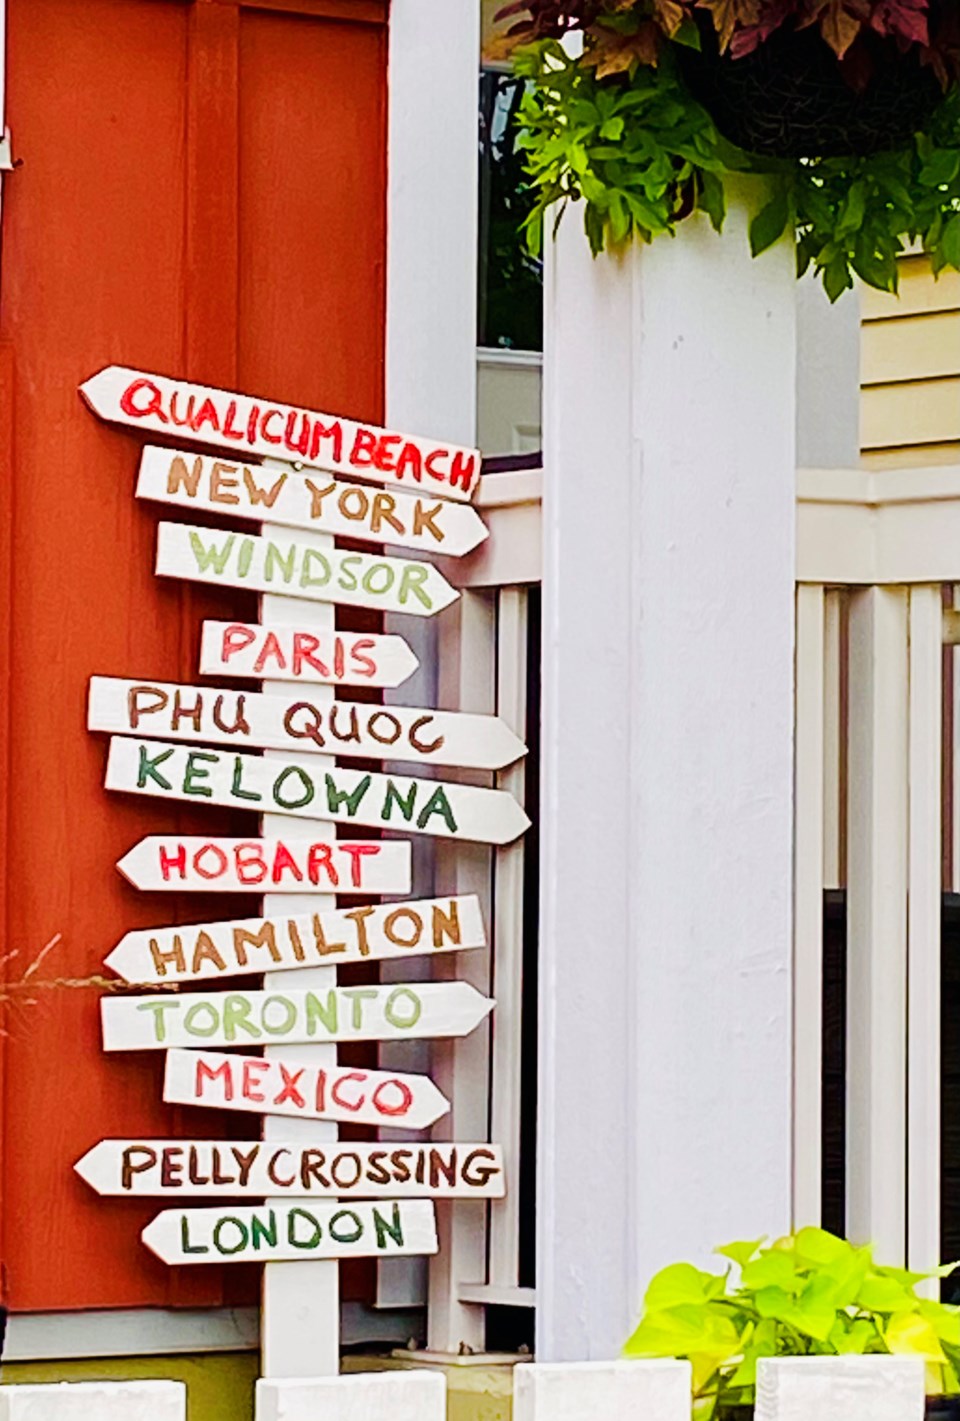 QUALICUM BEACH
NEW YORK
WINDSOR
PARIS
PHU QUOC
KELOWNA
HOBART
HAMILTON
TORONTO
MEXICO
PELLY CROSSING
LONDON